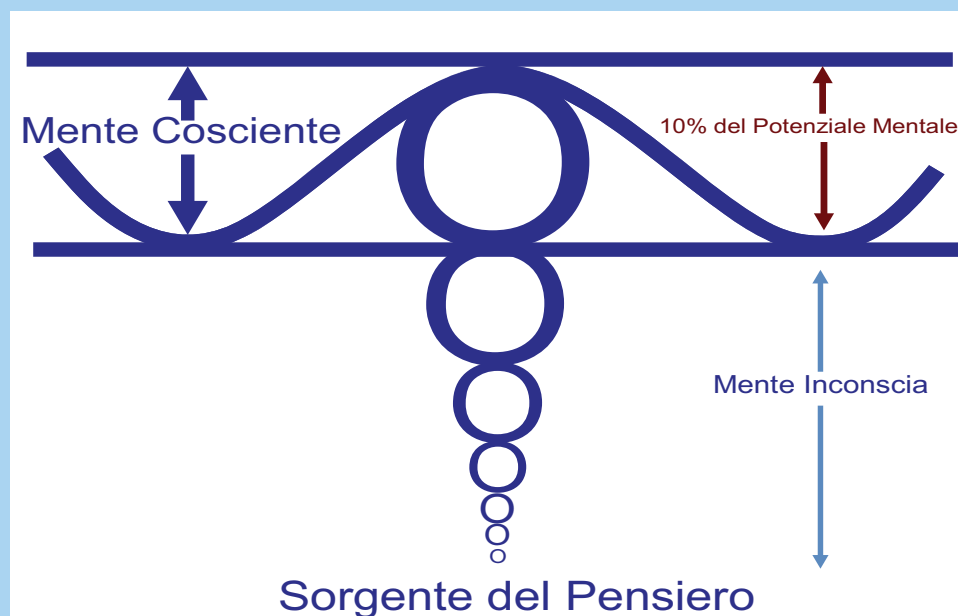 Mente Cosciente
10% del Potenziale Mentale
Mente Inconscia
Sorgente del Pensiero